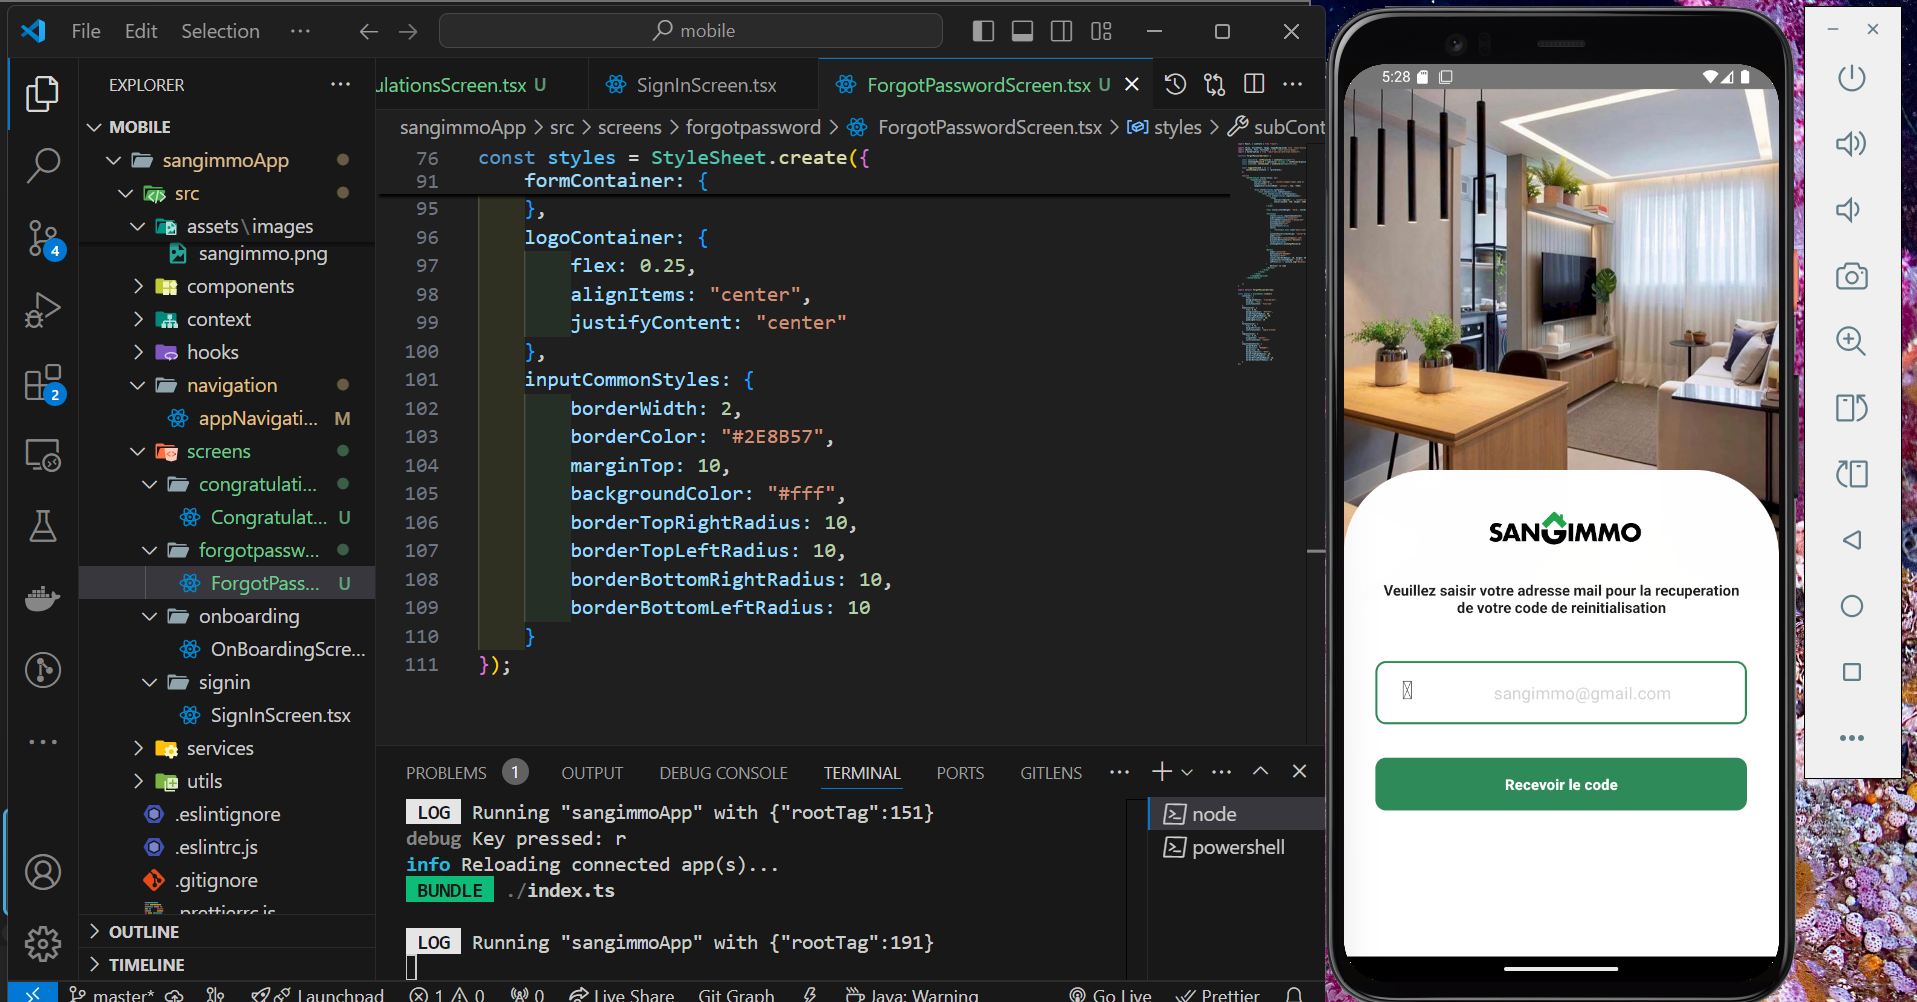 File Edit Selection ···
mobile
EXPLORER
MOBILE
sangimmoApp
src
assets\images
sangimmo.png
components
context
hooks
navigation
appNavigati... M
screens
congratulati...
Congratulat... U
forgotpassw...
ForgotPass... U
onboarding
OnBoardingScre...
signin
SignInScreen.tsx
services
utils
.eslintignore
.eslintrc.js
.gitignore
.prettierrc.js
OUTLINE
TIMELINE
4
2
ulationsScreen.tsx U
SignInScreen.tsx
ForgotPasswordScreen.tsx U
sangimmoApp > src > screens > forgotpassword > ForgotPasswordScreen.tsx > styles > subCont
76 const styles = StyleSheet.create({
91 formContainer: {
95 },
96 logoContainer: {
97 flex: 0.25,
98 alignItems: "center",
99 justifyContent: "center"
100 },
101 inputCommonStyles: {
102 borderWidth: 2,
103 borderColor: "#2E8B57",
104 marginTop: 10,
105 backgroundColor: "#fff",
106 borderTopRightRadius: 10,
107 borderTopLeftRadius: 10,
108 borderBottomRightRadius: 10,
109 borderBottomLeftRadius: 10
110 }
111 });
PROBLEMS 1 OUTPUT DEBUG CONSOLE TERMINAL PORTS GITLENS ···
LOG Running "sangimmoApp" with {"rootTag":151}
debug Key pressed: r
info Reloading connected app(s)...
BUNDLE ./index.ts
LOG Running "sangimmoApp" with {"rootTag":191}
node
powershell
master* Launchpad 1 0 0 Live Share Git Graph Java: Warning Go Live Prettier
5:28
SANGIMMO
Veuillez saisir votre adresse mail pour la recuperation
de votre code de reinitialisation
sangimmo@gmail.com
Recevoir le code